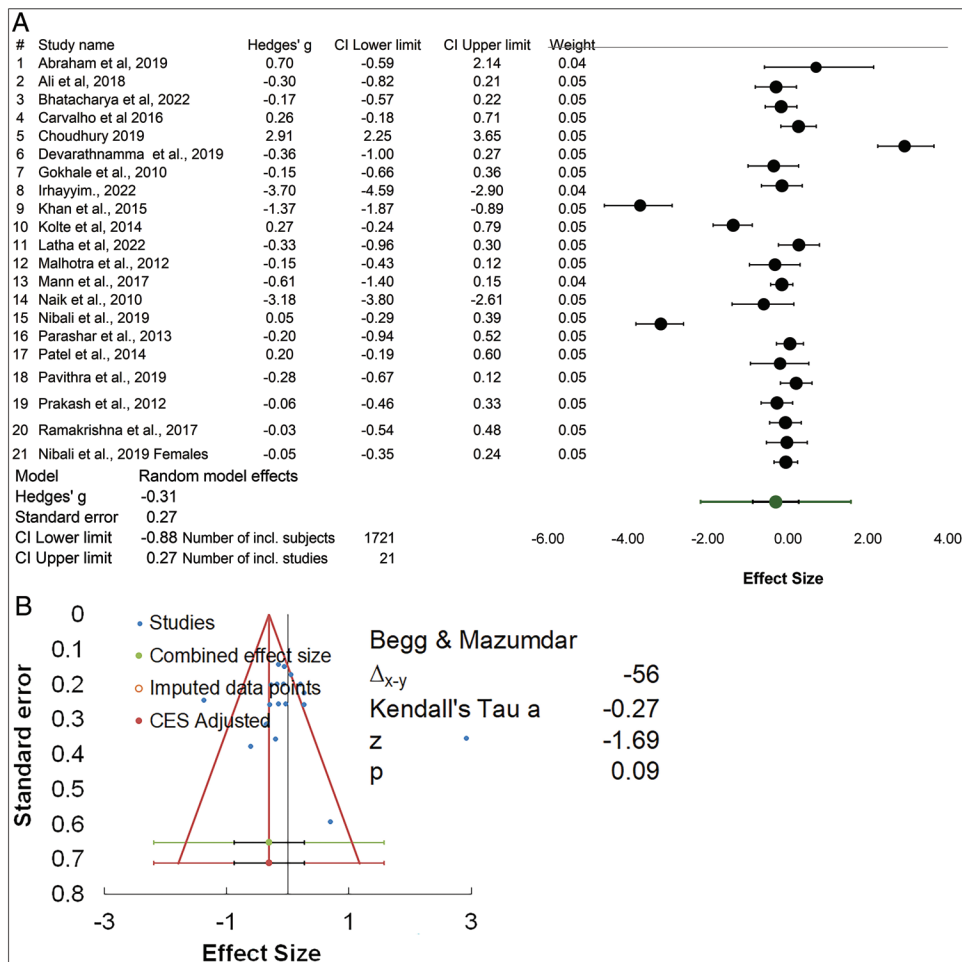 A
# Study name Hedges' g CI Lower limit CI Upper limit Weight
1 Abraham et al, 2019 0.70 -0.59 2.14 0.04
2 Ali et al, 2018 -0.30 -0.82 0.21 0.05
3 Bhatacharya et al, 2022 -0.17 -0.57 0.22 0.05
4 Carvalho et al 2016 0.26 -0.18 0.71 0.05
5 Choudhury 2019 2.91 2.25 3.65 0.05
6 Devarathnamma et al., 2019 -0.36 -1.00 0.27 0.05
7 Gokhale et al, 2010 -0.15 -0.66 0.36 0.05
8 Irhayyim., 2022 -3.70 -4.59 -2.90 0.04
9 Khan et al., 2015 -1.37 -1.87 -0.89 0.05
10 Kolte et al, 2014 0.27 -0.24 0.79 0.05
11 Latha et al, 2022 -0.33 -0.96 0.30 0.05
12 Malhotra et al., 2012 -0.15 -0.43 0.12 0.05
13 Mann et al., 2017 -0.61 -1.40 0.15 0.04
14 Naik et al., 2010 -3.18 -3.80 -2.61 0.05
15 Nibali et al., 2019 0.05 -0.29 0.39 0.05
16 Parashar et al., 2013 -0.20 -0.94 0.52 0.05
17 Patel et al., 2014 0.20 -0.19 0.60 0.05
18 Pavithra et al., 2019 -0.28 -0.67 0.12 0.05
19 Prakash et al., 2012 -0.06 -0.46 0.33 0.05
20 Ramakrishna et al., 2017 -0.03 -0.54 0.48 0.05
21 Nibali et al., 2019 Females -0.05 -0.35 0.24 0.05
Model Random model effects
Hedges' g -0.31
Standard error 0.27
CI Lower limit -0.88 Number of incl. subjects 1721
CI Upper limit 0.27 Number of incl. studies 21
-6.00 -4.00 -2.00 0.00 2.00 4.00
Effect Size
B
0
0.1
0.2
0.3
0.4
0.5
0.6
0.7
0.8
Standard error
Studies
Combined effect size
Imputed data points
CES Adjusted
Begg & Mazumdar
Δx-y -56
Kendall's Tau a -0.27
z -1.69
p 0.09
-3 -1 1 3
Effect Size